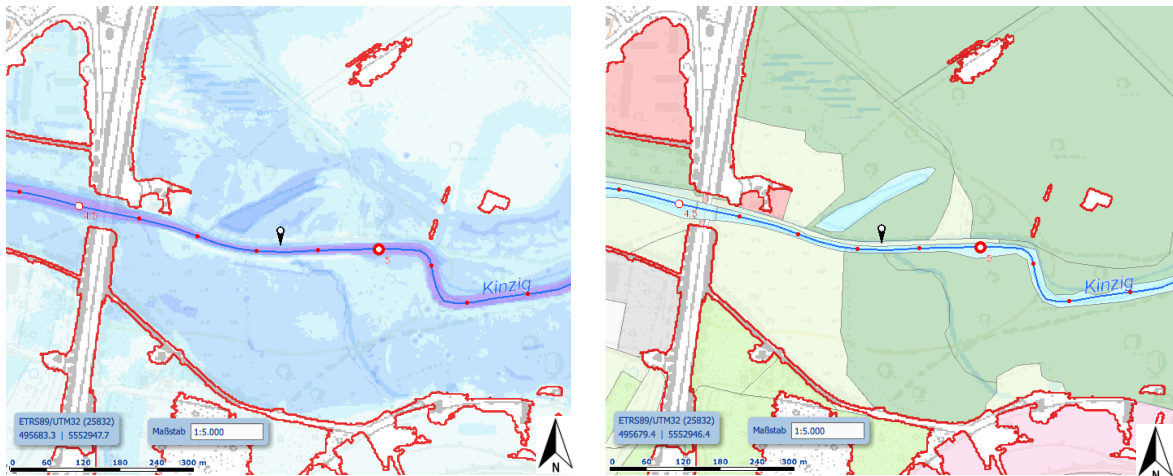 4.5
5
Kinzig
ETRS89/UTM32 (25832)
495683.3 | 5552947.7
Maßstab 1:5.000
0 60 120 180 240 300 m
N
4.5
5
Kinzig
ETRS89/UTM32 (25832)
495679.4 | 5552946.4
Maßstab 1:5.000
0 60 120 180 240 300 m
N